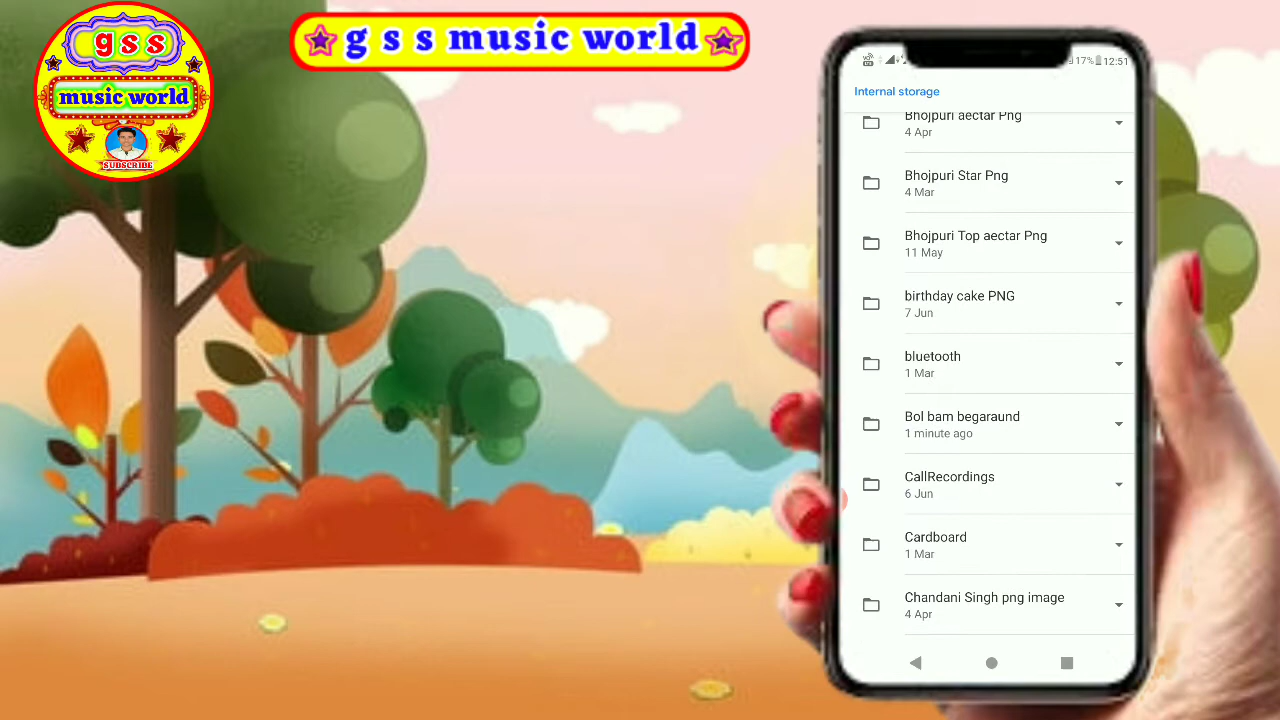 g s s
music world
SUDSCRIBE
g s s music world
17% 12:51
Internal storage
Bhojpuri aectar Png
4 Apr
Bhojpuri Star Png
4 Mar
Bhojpuri Top aectar Png
11 May
birthday cake PNG
7 Jun
bluetooth
1 Mar
Bol bam begaraund
1 minute ago
CallRecordings
6 Jun
Cardboard
1 Mar
Chandani Singh png image
4 Apr